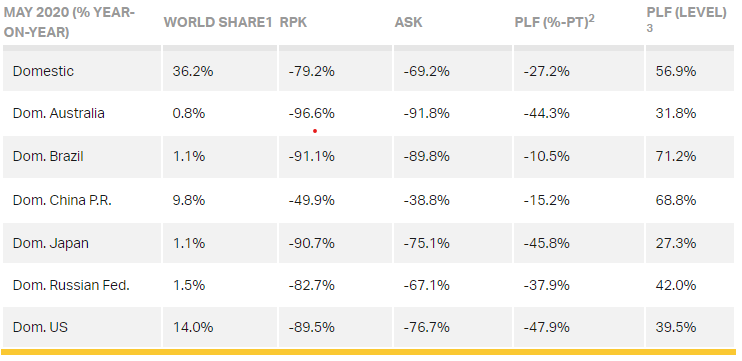 MAY 2020 (% YEAR-ON-YEAR) WORLD SHARE1 RPK ASK PLF (%-PT)2 PLF (LEVEL)3
Domestic 36.2% -79.2% -69.2% -27.2% 56.9%
Dom. Australia 0.8% -96.6% -91.8% -44.3% 31.8%
Dom. Brazil 1.1% -91.1% -89.8% -10.5% 71.2%
Dom. China P.R. 9.8% -49.9% -38.8% -15.2% 68.8%
Dom. Japan 1.1% -90.7% -75.1% -45.8% 27.3%
Dom. Russian Fed. 1.5% -82.7% -67.1% -37.9% 42.0%
Dom. US 14.0% -89.5% -76.7% -47.9% 39.5%